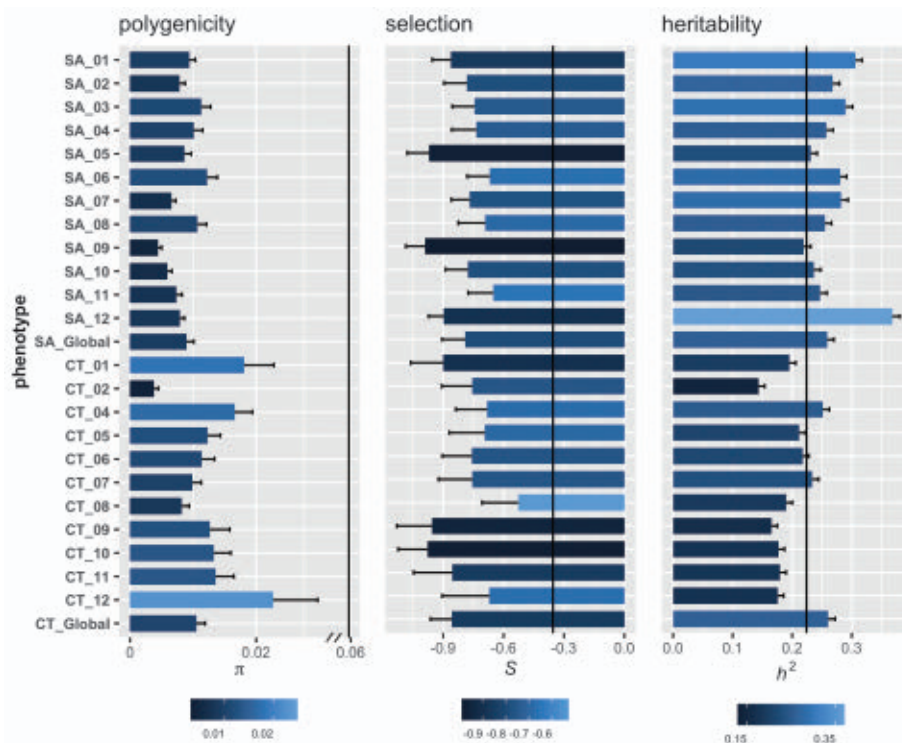 polygenicity selection heritability
phenotype
SA_01
SA_02
SA_03
SA_04
SA_05
SA_06
SA_07
SA_08
SA_09
SA_10
SA_11
SA_12
SA_Global
CT_01
CT_02
CT_04
CT_05
CT_06
CT_07
CT_08
CT_09
CT_10
CT_11
CT_12
CT_Global
0 0.02 // 0.06 -0.9 -0.6 -0.3 0.0 0.0 0.1 0.2 0.3
π S h²
0.01 0.02 -0.9 -0.8 -0.7 -0.6 0.15 0.35